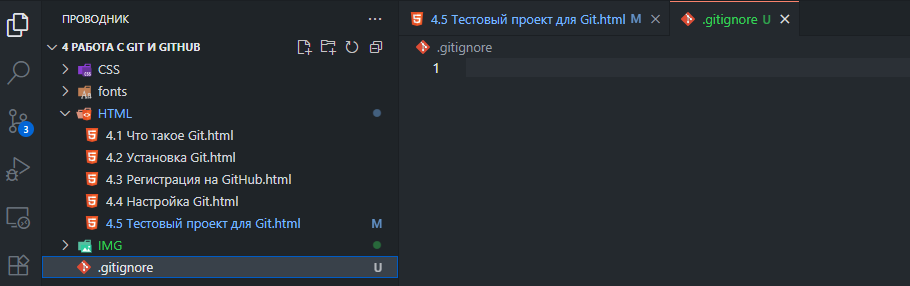 ПРОВОДНИК
4 РАБОТА С GIT И GITHUB
CSS
fonts
HTML
4.1 Что такое Git.html
4.2 Установка Git.html
4.3 Регистрация на GitHub.html
4.4 Настройка Git.html
4.5 Тестовый проект для Git.html M
IMG
.gitignore U
3
4.5 Тестовый проект для Git.html M
.gitignore U
.gitignore
1